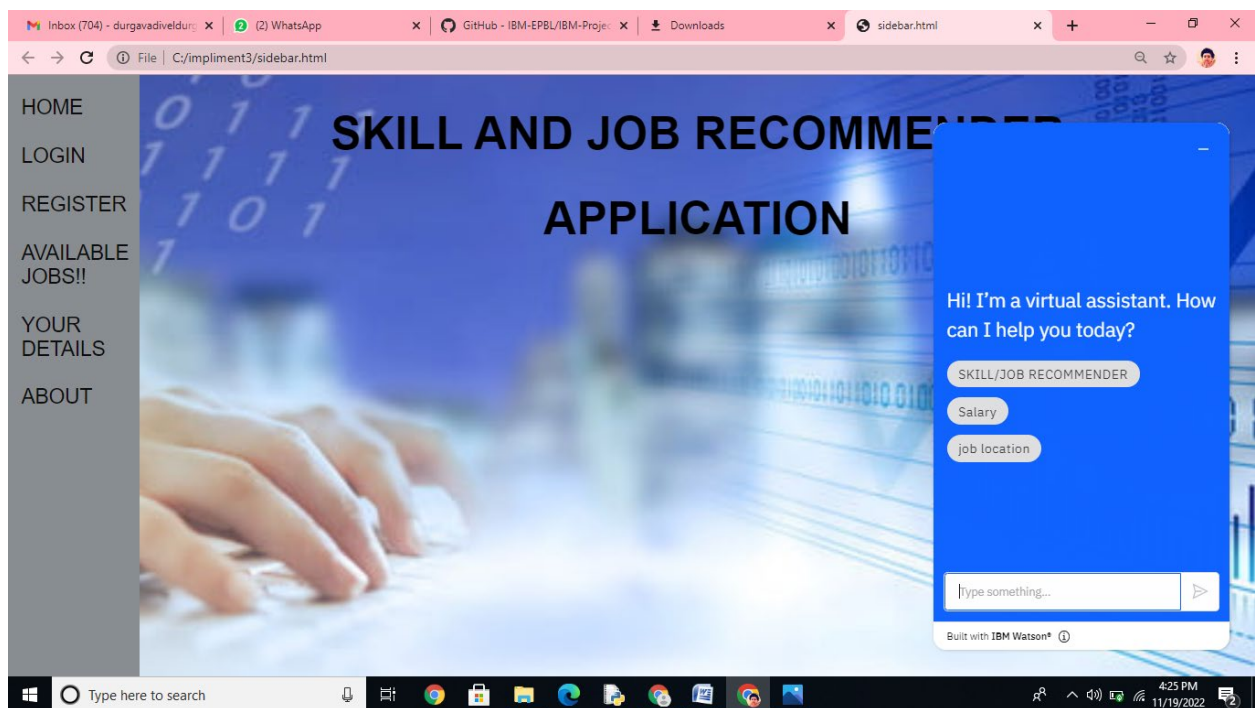 Inbox (704) - durgavadiveldurg
(2) WhatsApp
GitHub - IBM-EPBL/IBM-Projec
Downloads
sidebar.html
File | C:/impliment3/sidebar.html
HOME
LOGIN
REGISTER
AVAILABLE
JOBS!!
YOUR
DETAILS
ABOUT
SKILL AND JOB RECOMMENDER
APPLICATION
Hi! I'm a virtual assistant. How
can I help you today?
SKILL/JOB RECOMMENDER
Salary
job location
Type something...
Built with IBM Watson®
Type here to search
4:25 PM
11/19/2022
2